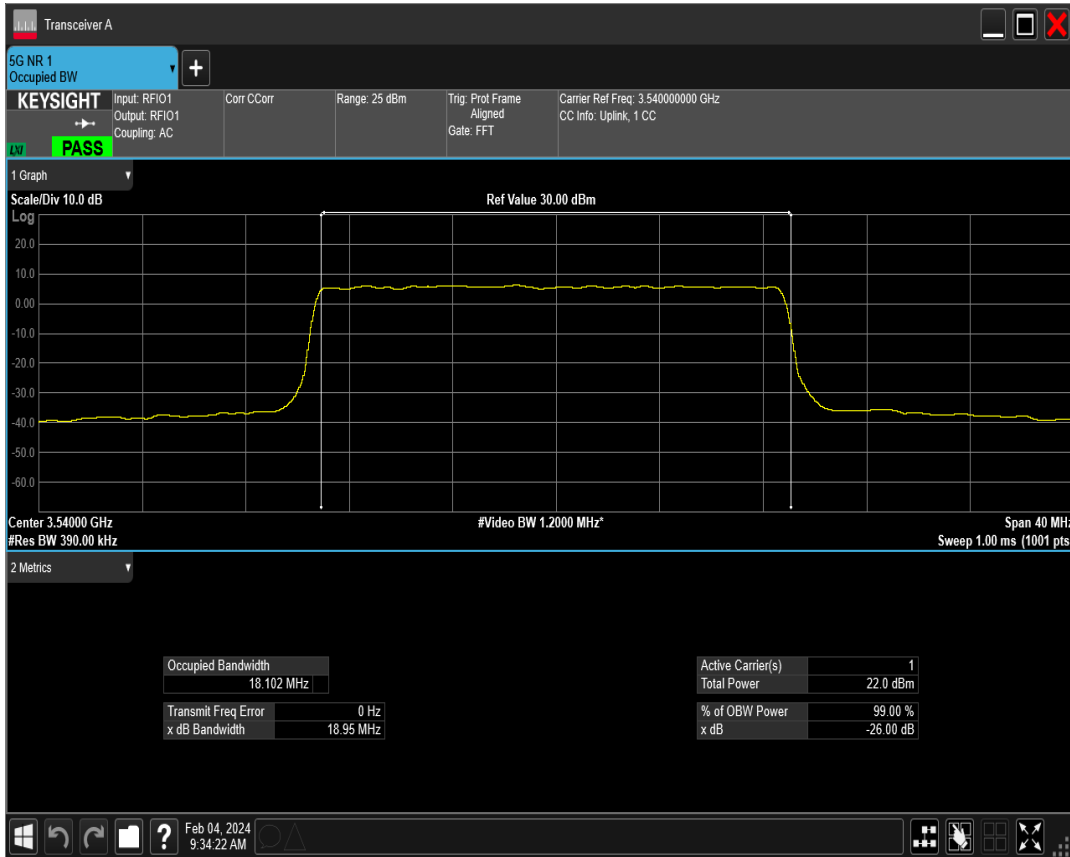 Transceiver A
5G NR 1
Occupied BW
KEYSIGHT
LXI
PASS
Input: RFIO1
Output: RFIO1
Coupling: AC
Corr CCorr
Range: 25 dBm
Trig: Prot Frame
Aligned
Gate: FFT
Carrier Ref Freq: 3.540000000 GHz
CC Info: Uplink, 1 CC
1 Graph
Scale/Div 10.0 dB
Ref Value 30.00 dBm
Log
20.0
10.0
0.00
-10.0
-20.0
-30.0
-40.0
-50.0
-60.0
Center 3.54000 GHz
#Video BW 1.2000 MHz*
Span 40 MHz
#Res BW 390.00 kHz
Sweep 1.00 ms (1001 pts
2 Metrics
Occupied Bandwidth
18.102 MHz
Transmit Freq Error 0 Hz
x dB Bandwidth 18.95 MHz
Active Carrier(s) 1
Total Power 22.0 dBm
% of OBW Power 99.00 %
x dB -26.00 dB
?
Feb 04, 2024
9:34:22 AM